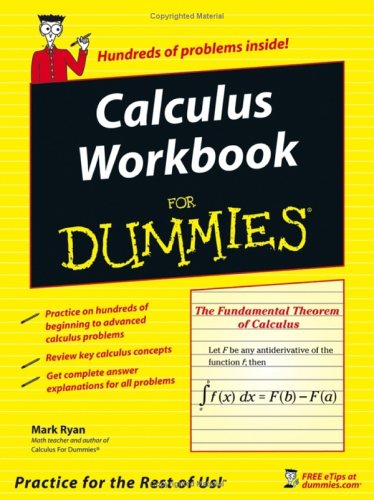 Copyrighted Material
Hundreds of problems inside!
Calculus
Workbook
FOR
DUMMIES®
Practice on hundreds of
beginning to advanced
calculus problems
Review key calculus concepts
Get complete answer
explanations for all problems
The Fundamental Theorem
of Calculus
Let F be any antiderivative of the
function f; then
∫ₐᵇ f(x) dx = F(b) − F(a)
Mark Ryan
Math teacher and author of
Calculus For Dummies®
Practice for the Rest of Us!®
FREE eTips at
dummies.com®
Copyrighted Material